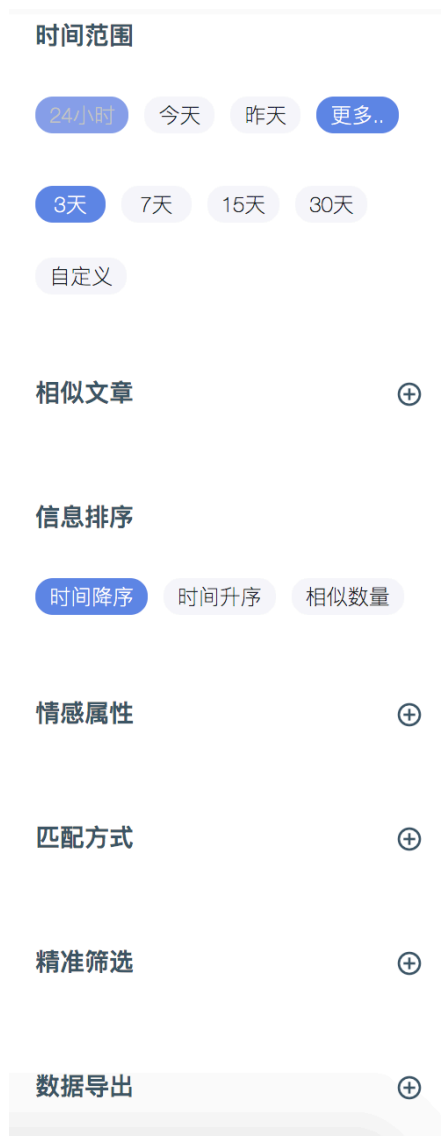 时间范围
24小时 今天 昨天 更多..
3天 7天 15天 30天
自定义
相似文章
信息排序
时间降序 时间升序 相似数量
情感属性
匹配方式
精准筛选
数据导出